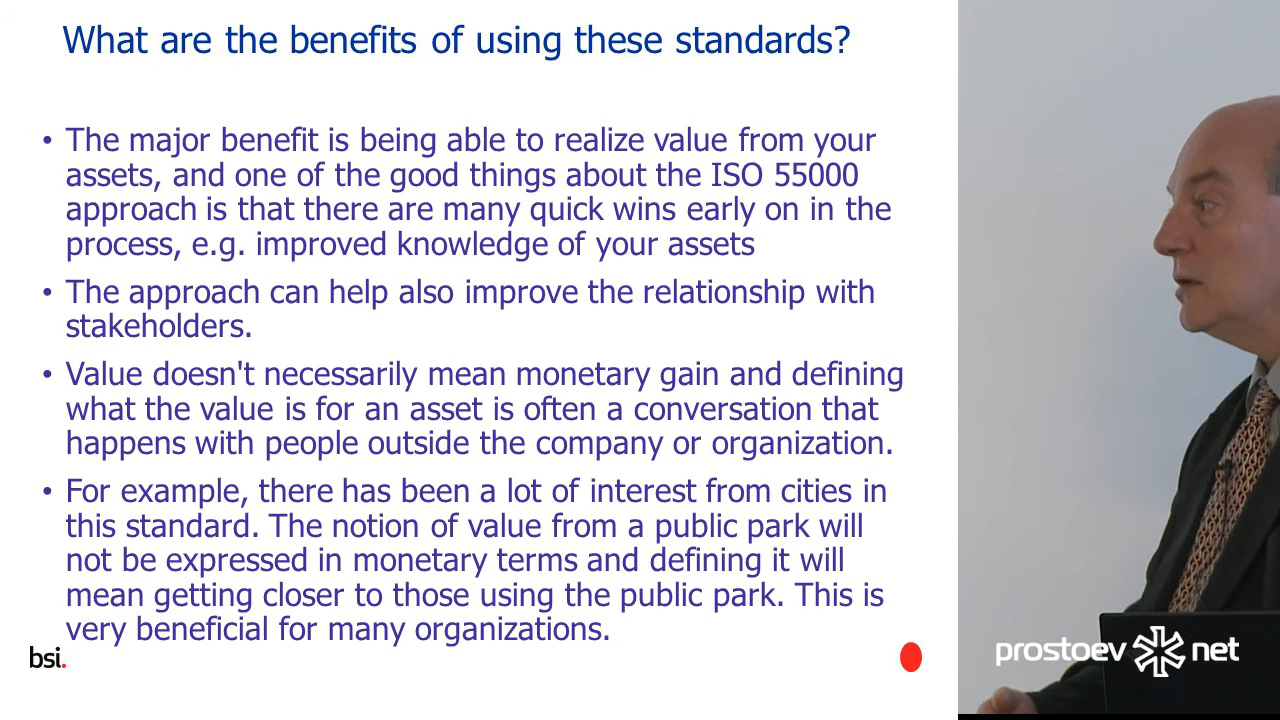 What are the benefits of using these standards?
• The major benefit is being able to realize value from your
assets, and one of the good things about the ISO 55000
approach is that there are many quick wins early on in the
process, e.g. improved knowledge of your assets
• The approach can help also improve the relationship with
stakeholders.
• Value doesn't necessarily mean monetary gain and defining
what the value is for an asset is often a conversation that
happens with people outside the company or organization.
• For example, there has been a lot of interest from cities in
this standard. The notion of value from a public park will
not be expressed in monetary terms and defining it will
mean getting closer to those using the public park. This is
very beneficial for many organizations.
bsi.
prostoev net